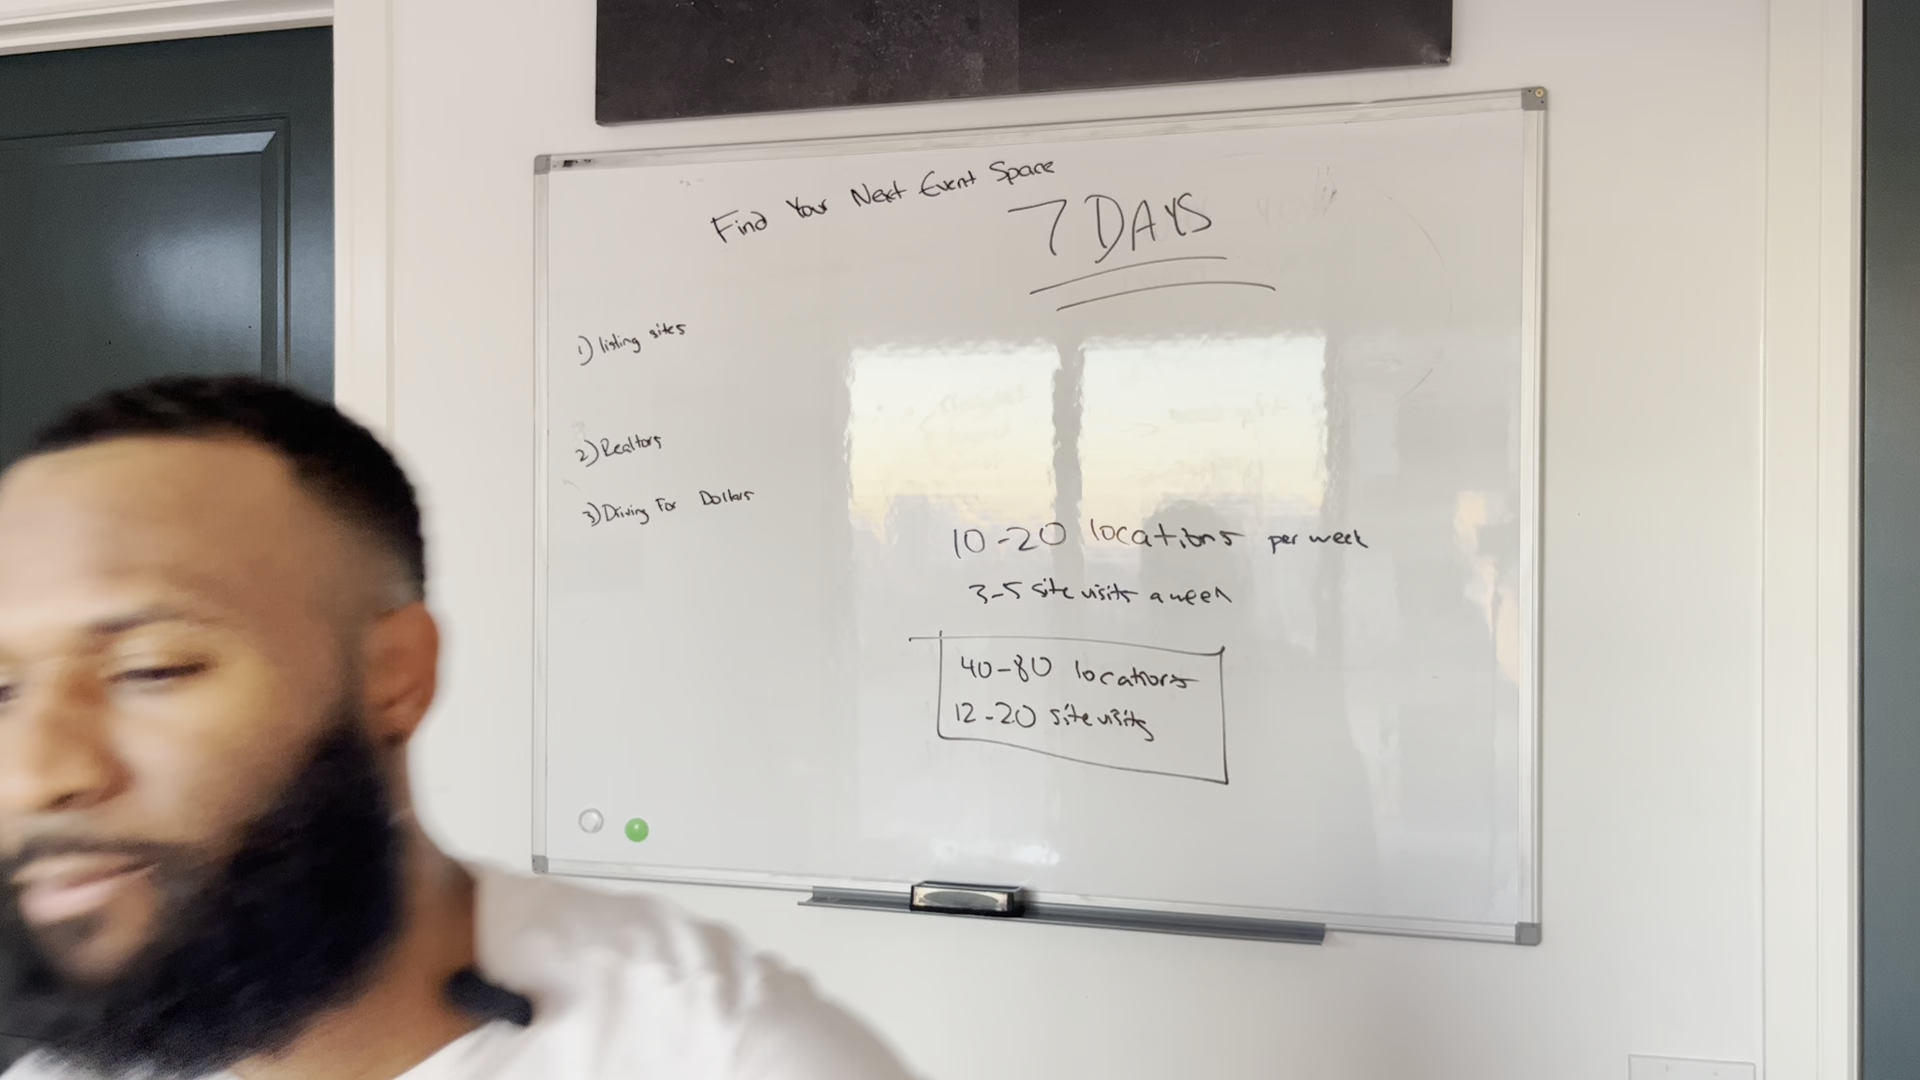 Find Your Next Event Space
7 DAYS
1) listing sites
2) Realtors
3) Driving For Dollars
10-20 locations per week
3-5 site visits a week
40-80 locations
12-20 site visits